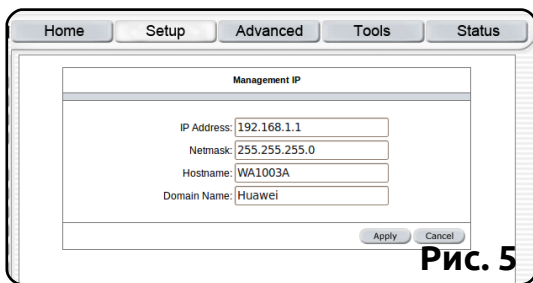 Home Setup Advanced Tools Status
Management IP
IP Address: 192.168.1.1
Netmask: 255.255.255.0
Hostname: WA1003A
Domain Name: Huawei
Apply Cancel
Рис. 5